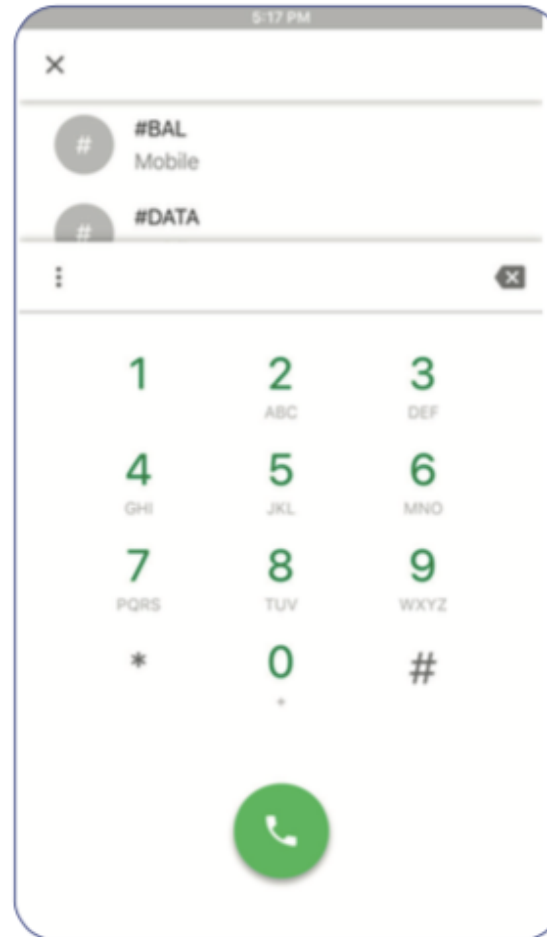 5:17 PM
#
#BAL
Mobile
#
#DATA
1 2 3
ABC DEF
4 5 6
GHI JKL MNO
7 8 9
PQRS TUV WXYZ
* 0 #
+